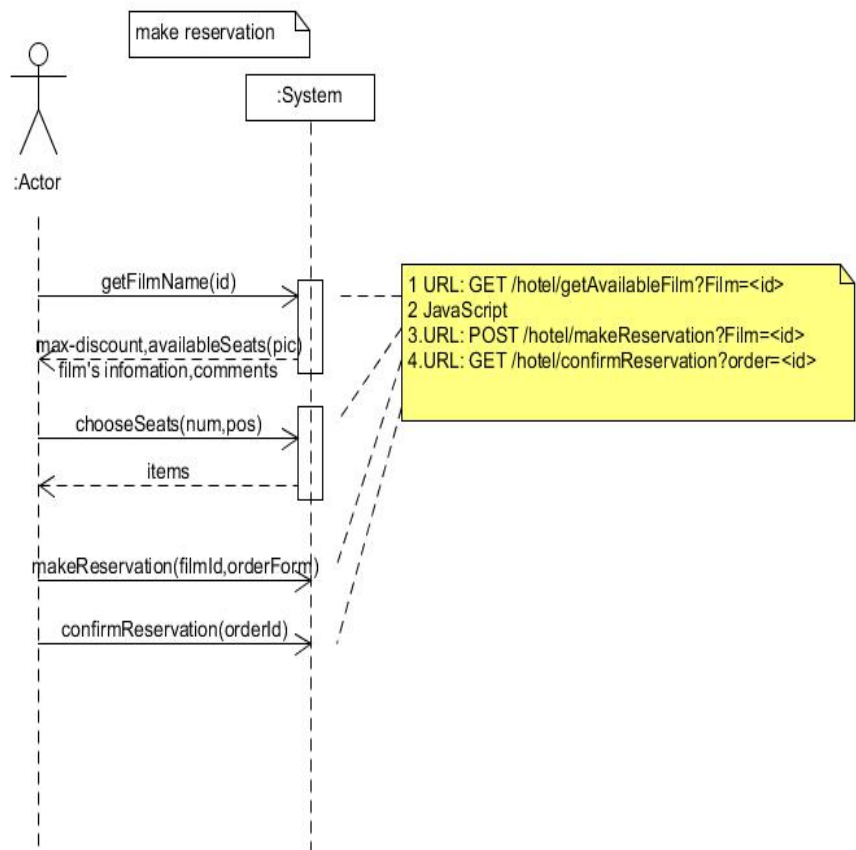 make reservation
:System
:Actor
getFilmName(id)
max-discount,availableSeats(pic)
film's infomation,comments
chooseSeats(num,pos)
items
makeReservation(filmId,orderForm)
confirmReservation(orderId)
1 URL: GET /hotel/getAvailableFilm?Film=<id>
2 JavaScript
3.URL: POST /hotel/makeReservation?Film=<id>
4.URL: GET /hotel/confirmReservation?order=<id>